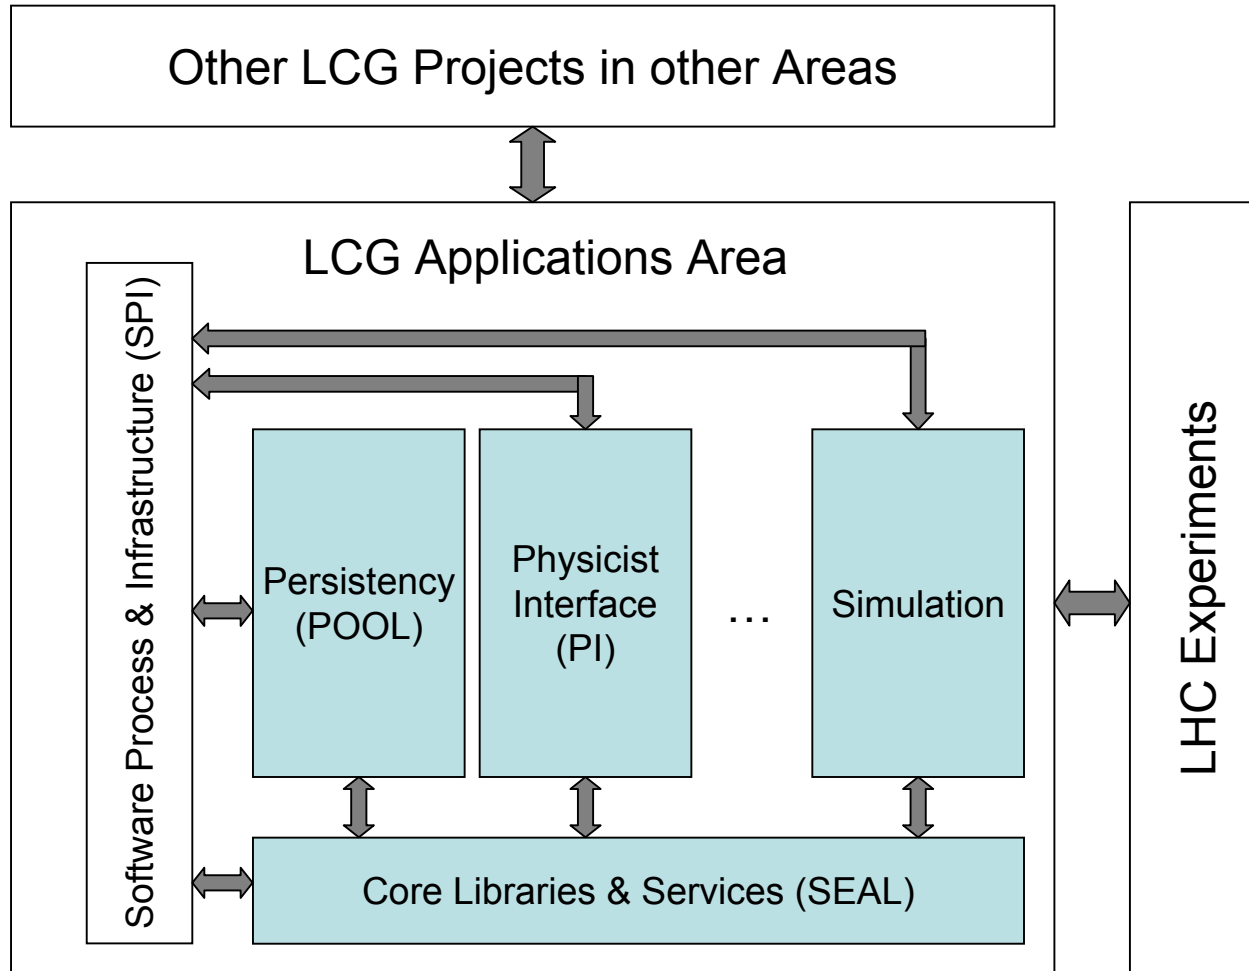 Other LCG Projects in other Areas
LCG Applications Area
Software Process & Infrastructure (SPI)
Persistency
(POOL)
Physicist
Interface
(PI)
…
Simulation
Core Libraries & Services (SEAL)
LHC Experiments